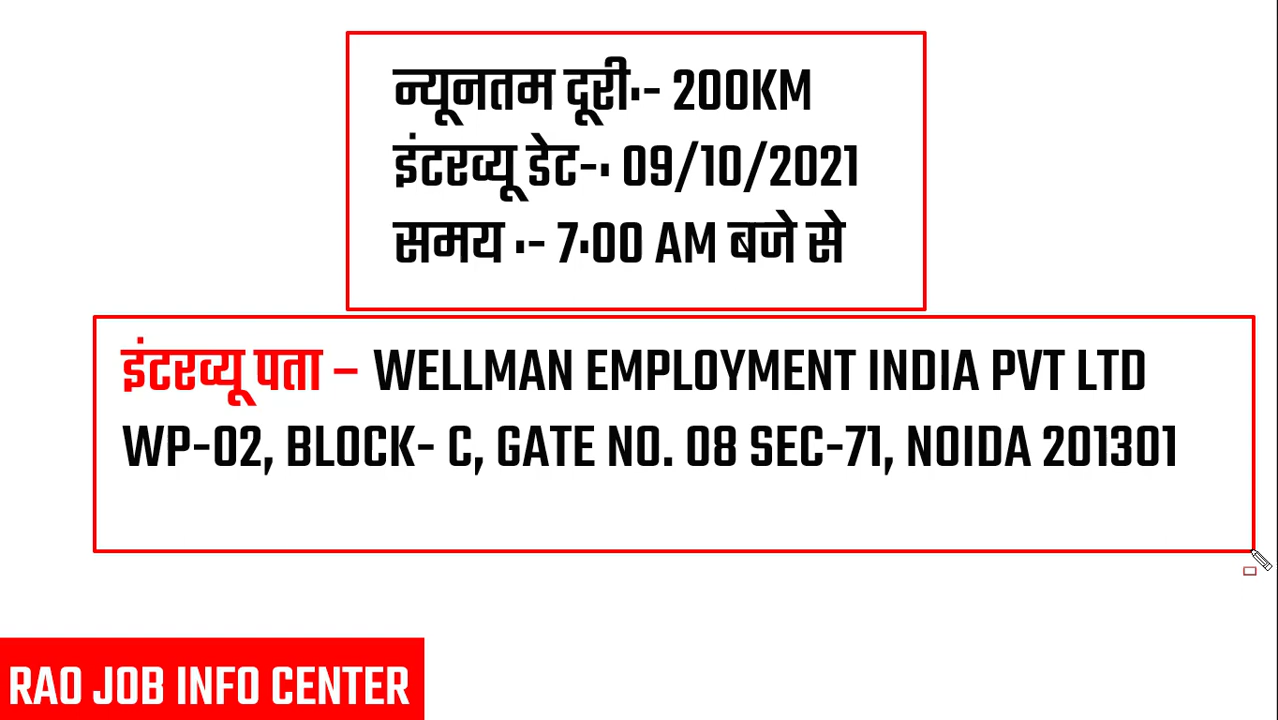 न्यूनतम दूरी:- 200KM
इंटरव्यू डेट-: 09/10/2021
समय :- 7:00 AM बजे से
इंटरव्यू पता – WELLMAN EMPLOYMENT INDIA PVT LTD
WP-02, BLOCK- C, GATE NO. 08 SEC-71, NOIDA 201301
RAO JOB INFO CENTER